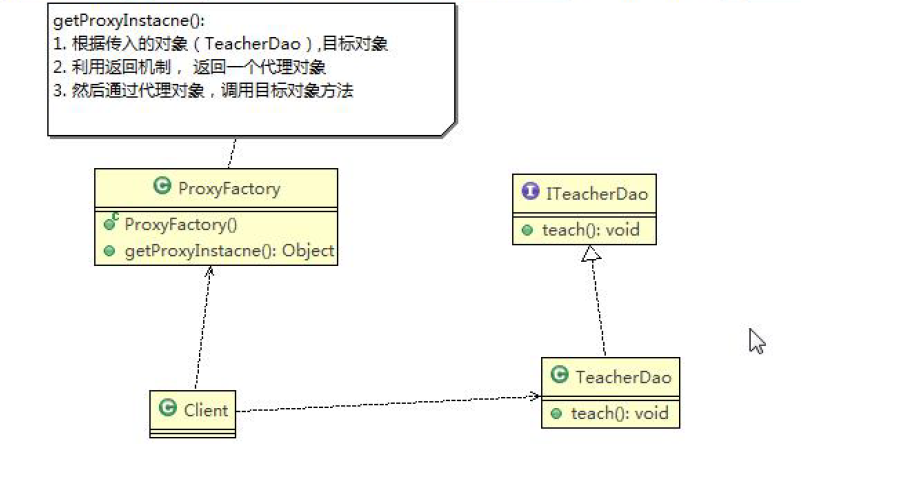 getProxyInstacne():
1. 根据传入的对象（TeacherDao）,目标对象
2. 利用返回机制， 返回一个代理对象
3. 然后通过代理对象，调用目标对象方法
C ProxyFactory
C ProxyFactory()
getProxyInstacne(): Object
I ITeacherDao
teach(): void
C Client
C TeacherDao
teach(): void